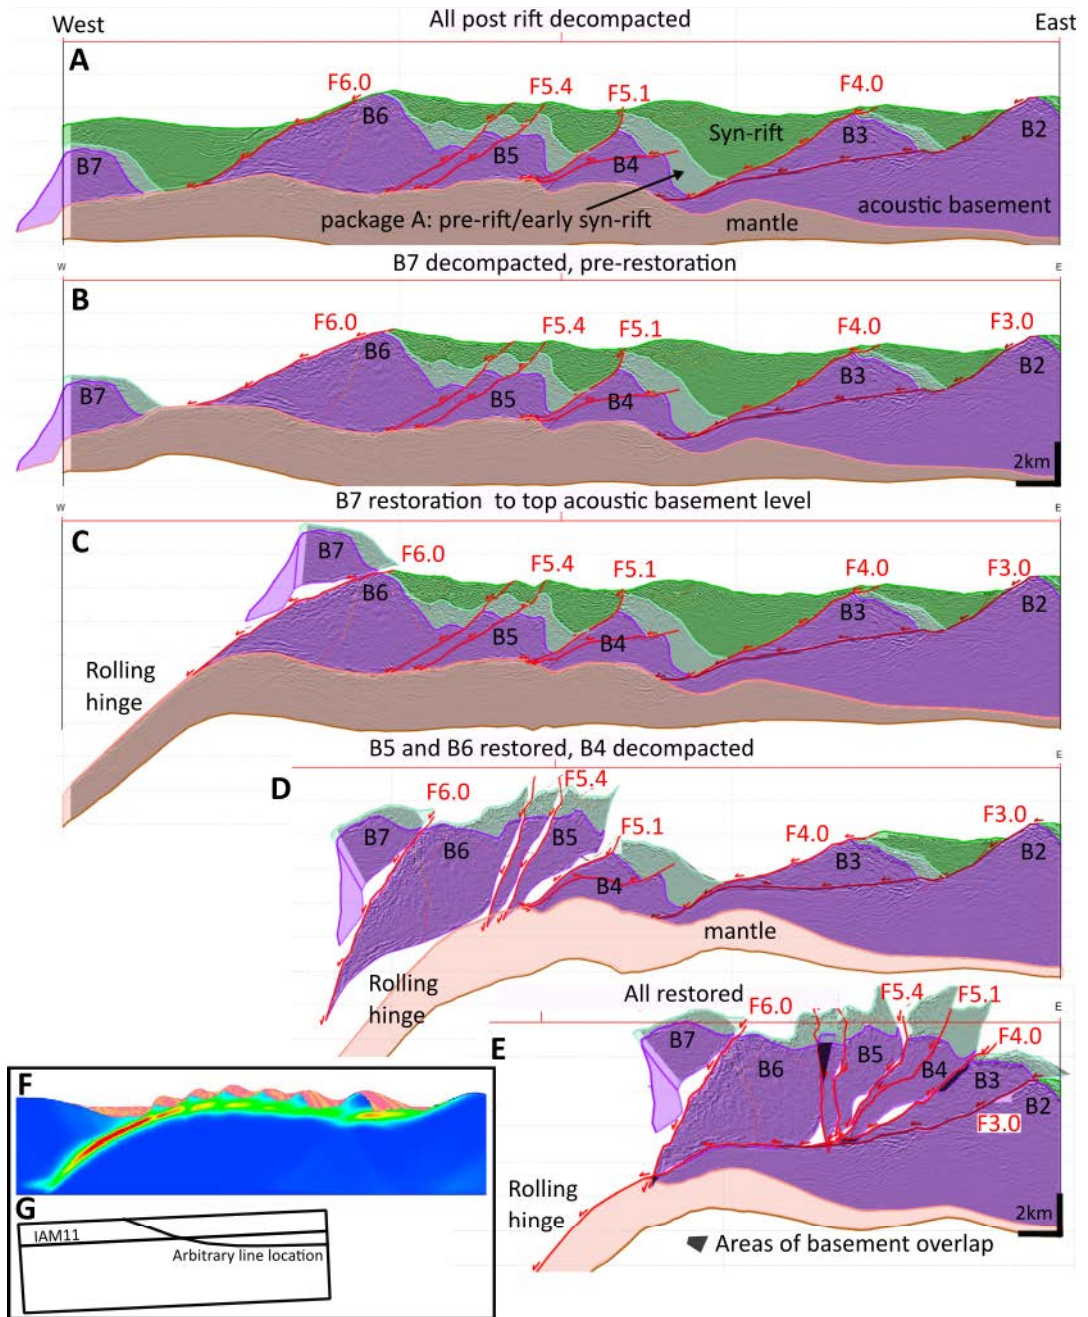 West
All post rift decompacted
East
A
F6.0
F5.4
F5.1
F4.0
B6
Syn-rift
B3
B2
B7
B5
B4
package A: pre-rift/early syn-rift
mantle
acoustic basement
W
B7 decompacted, pre-restoration
E
B
F6.0
F5.4
F5.1
F4.0
F3.0
B6
B3
B2
B7
B5
B4
2km
W
B7 restoration to top acoustic basement level
E
C
B7
F6.0
F5.4
F5.1
F4.0
F3.0
B6
B3
B2
B5
B4
Rolling
hinge
B5 and B6 restored, B4 decompacted
E
D
F6.0
F5.4
F5.1
F4.0
F3.0
B7
B6
B5
B4
B3
B2
mantle
Rolling
hinge
All restored
E
E
F6.0
F5.4
F5.1
F4.0
B7
B6
B5
B4
B3
B2
F3.0
Rolling
hinge
2km
Areas of basement overlap
F
G
IAM11
Arbitrary line location